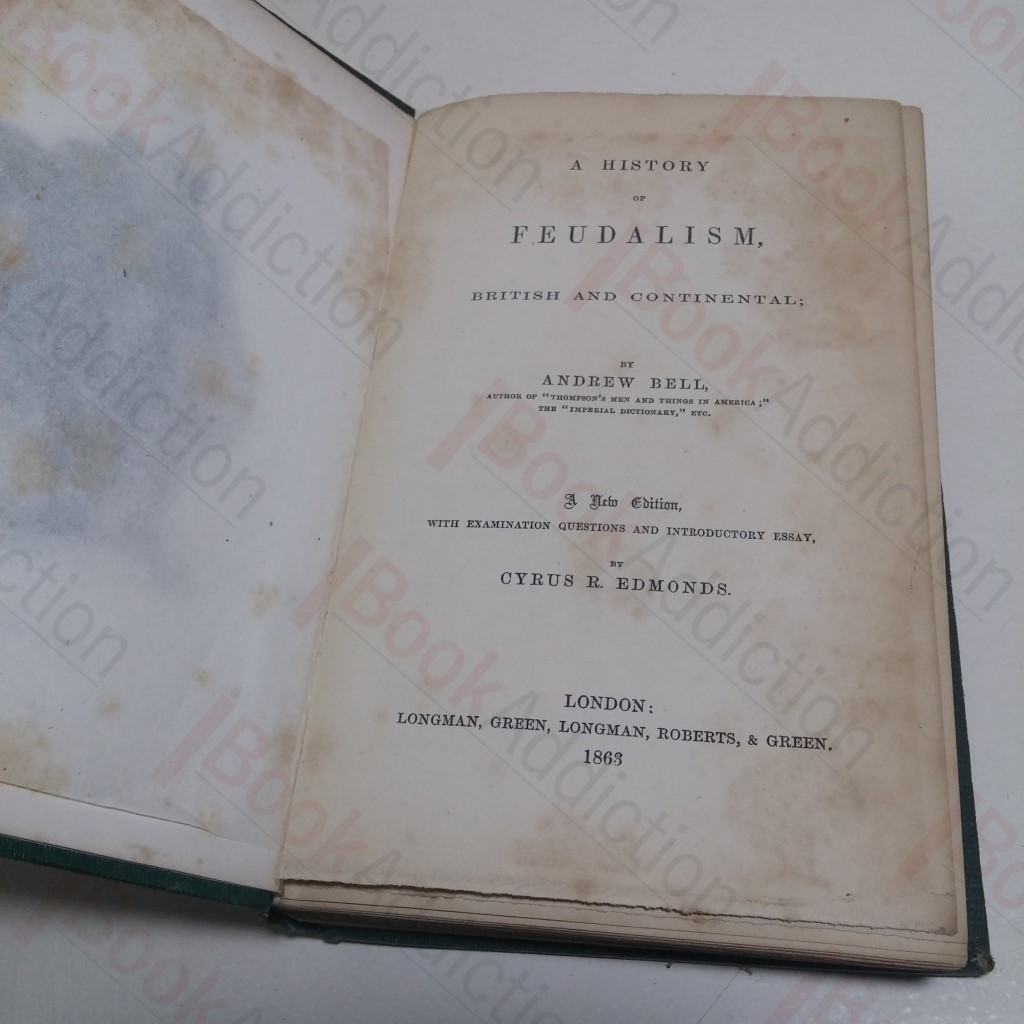 A HISTORY
OF
FEUDALISM,
BRITISH AND CONTINENTAL;
BY
ANDREW BELL,
AUTHOR OF "THOMPSON'S MEN AND THINGS IN AMERICA;"
THE "IMPERIAL DICTIONARY," ETC.
A New Edition,
WITH EXAMINATION QUESTIONS AND INTRODUCTORY ESSAY,
BY
CYRUS R. EDMONDS.
LONDON:
LONGMAN, GREEN, LONGMAN, ROBERTS, & GREEN.
1863
BookAddiction